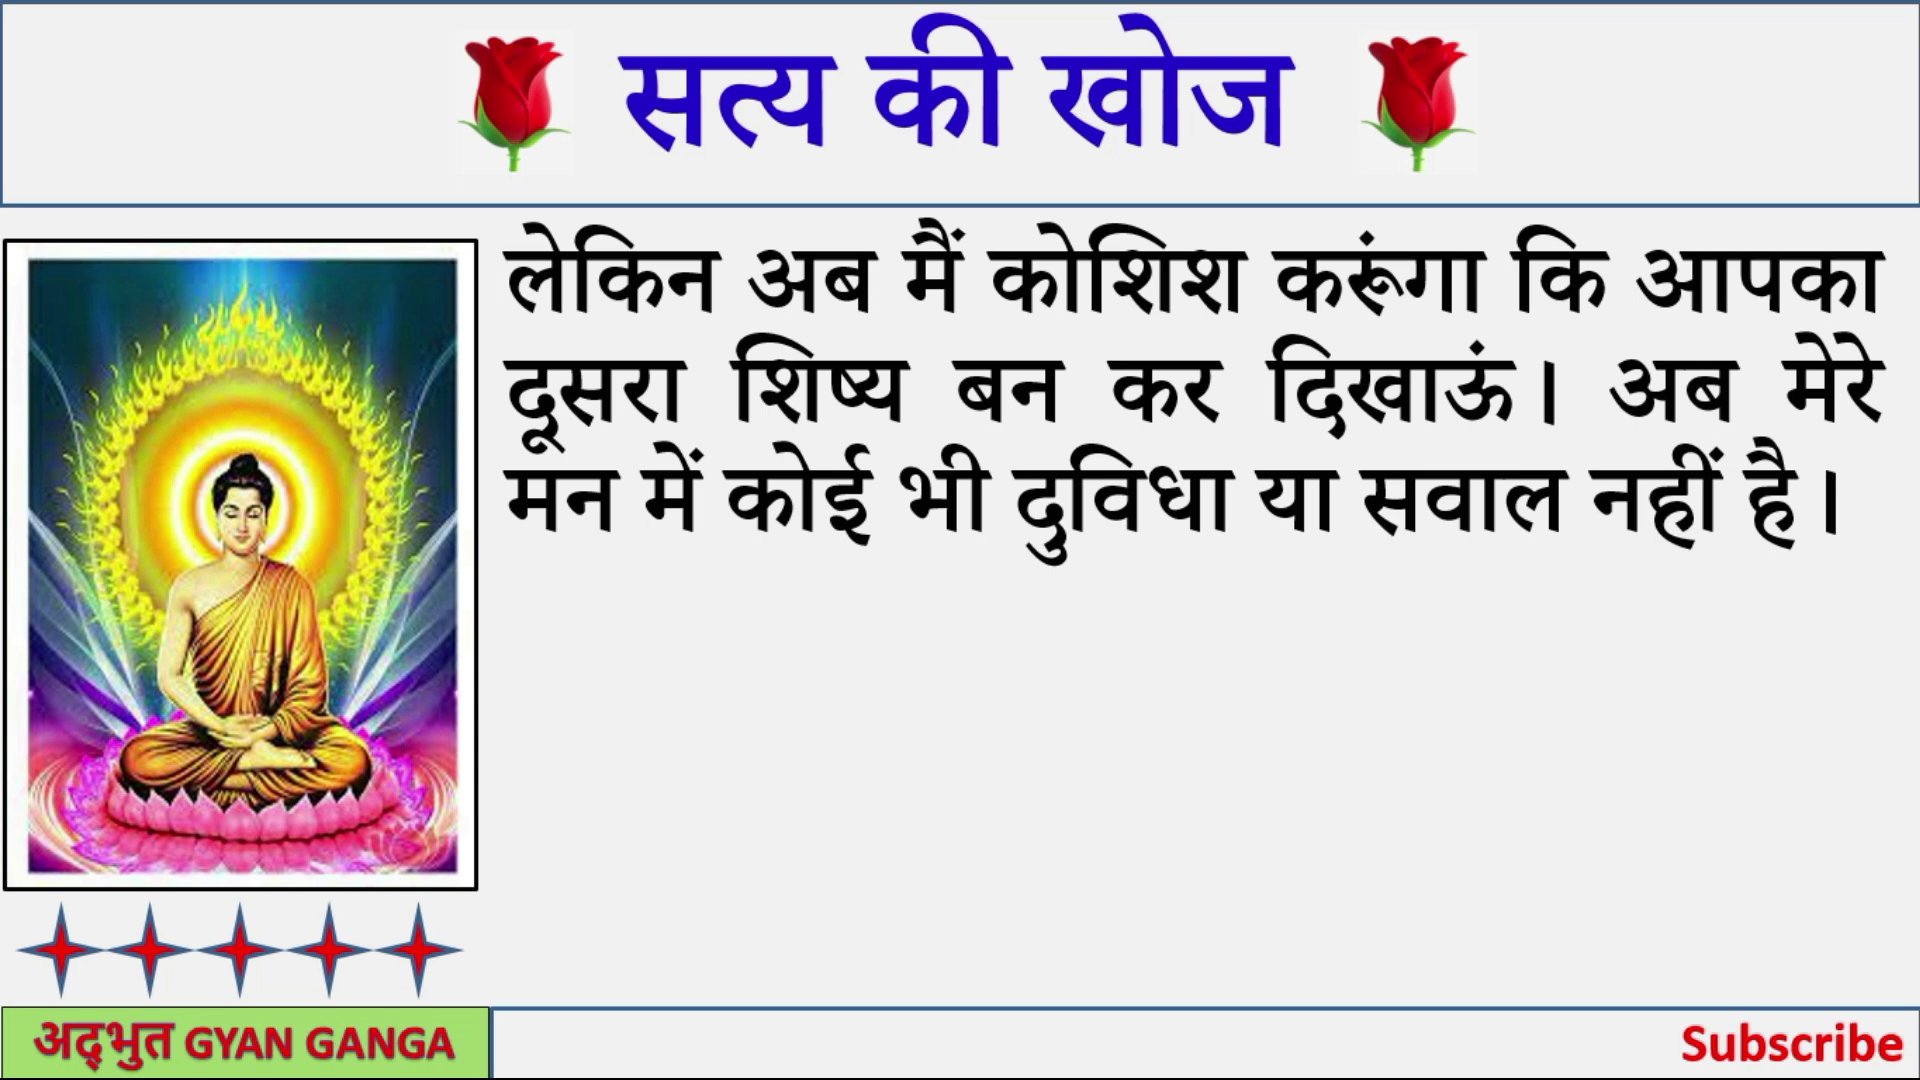 सत्य की खोज
लेकिन अब मैं कोशिश करूंगा कि आपका
दूसरा शिष्य बन कर दिखाऊं। अब मेरे
मन में कोई भी दुविधा या सवाल नहीं है।
अद्भुत GYAN GANGA
Subscribe